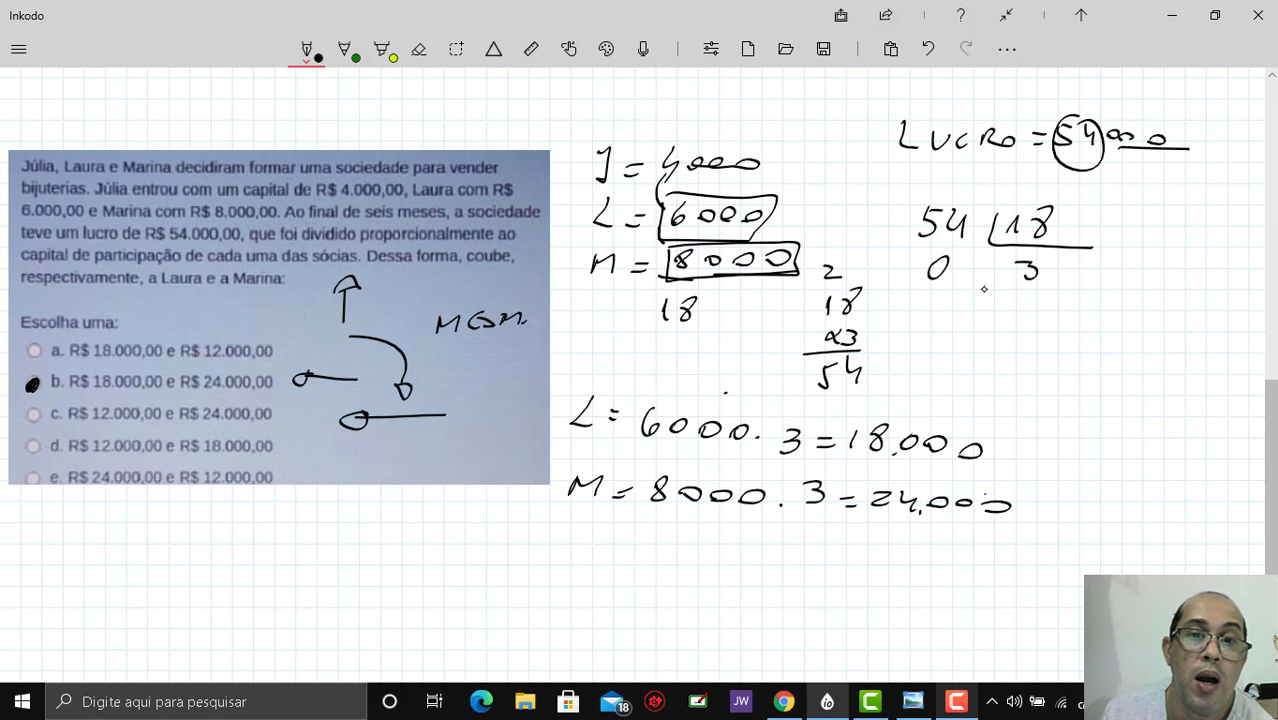 Inkodo
Júlia, Laura e Marina decidiram formar uma sociedade para vender
bijuterias. Júlia entrou com um capital de R$ 4.000,00, Laura com R$
6.000,00 e Marina com R$ 8.000,00. Ao final de seis meses, a sociedade
teve um lucro de R$ 54.000,00, que foi dividido proporcionalmente ao
capital de participação de cada uma das sócias. Dessa forma, coube,
respectivamente, a Laura e a Marina:
Escolha uma:
a. R$ 18.000,00 e R$ 12.000,00
b. R$ 18.000,00 e R$ 24.000,00
c. R$ 12.000,00 e R$ 24.000,00
d. R$ 12.000,00 e R$ 18.000,00
e. R$ 24.000,00 e R$ 12.000,00
J = 4000
L = 6000
M = 8000
18
2
18
x3
54
LUCRO = 54000
54 18
0 3
L = 6000. 3 = 18.000
M = 8000. 3 = 24.000
Digite aqui para pesquisar
18
JW
io